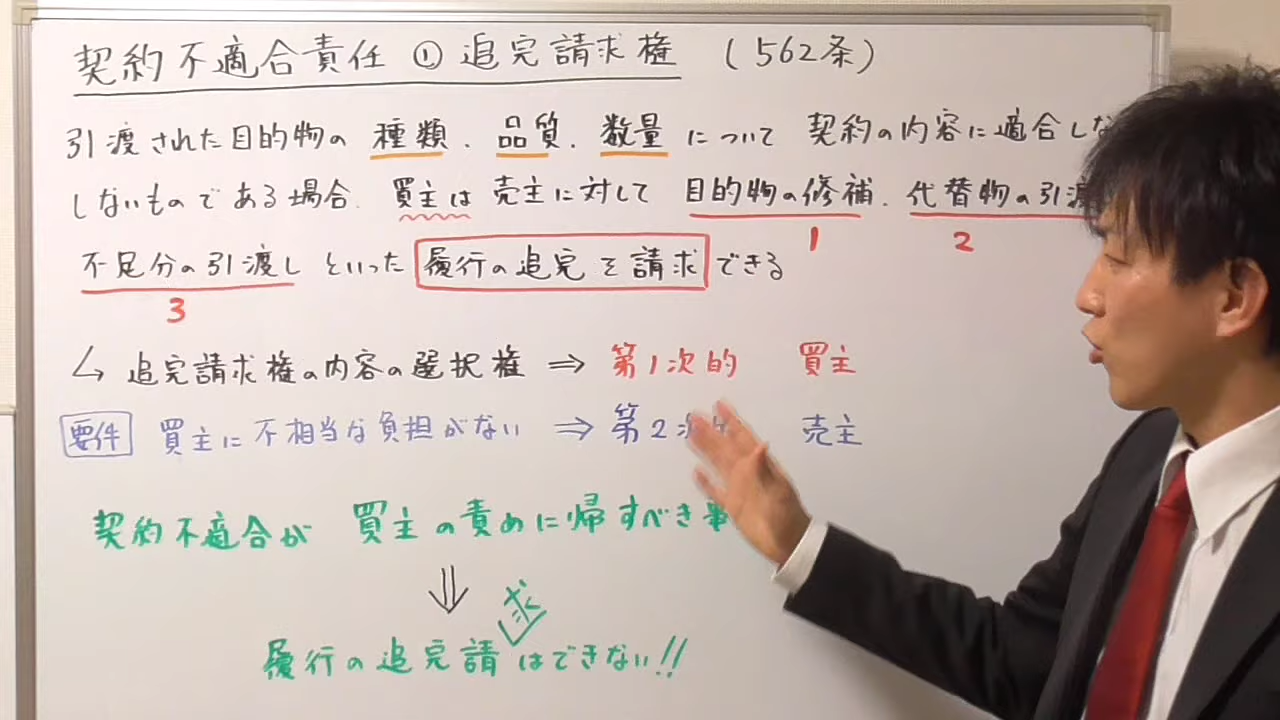 契約不適合責任 ① 追完請求権 (562条)
引渡された目的物の 種類、品質、数量 について 契約の内容に適合しな
しないものである場合、買主は 売主に対して 目的物の修補、代替物の引渡
1 2
不足分の引渡し といった 履行の追完を請求 できる
3
↳ 追完請求権の内容の選択権 ⇒ 第1次的 買主
要件 買主に不相当な負担がない ⇒ 第2次 売主
契約不適合が 買主の責めに帰すべき事
⇓
履行の追完請求はできない!!